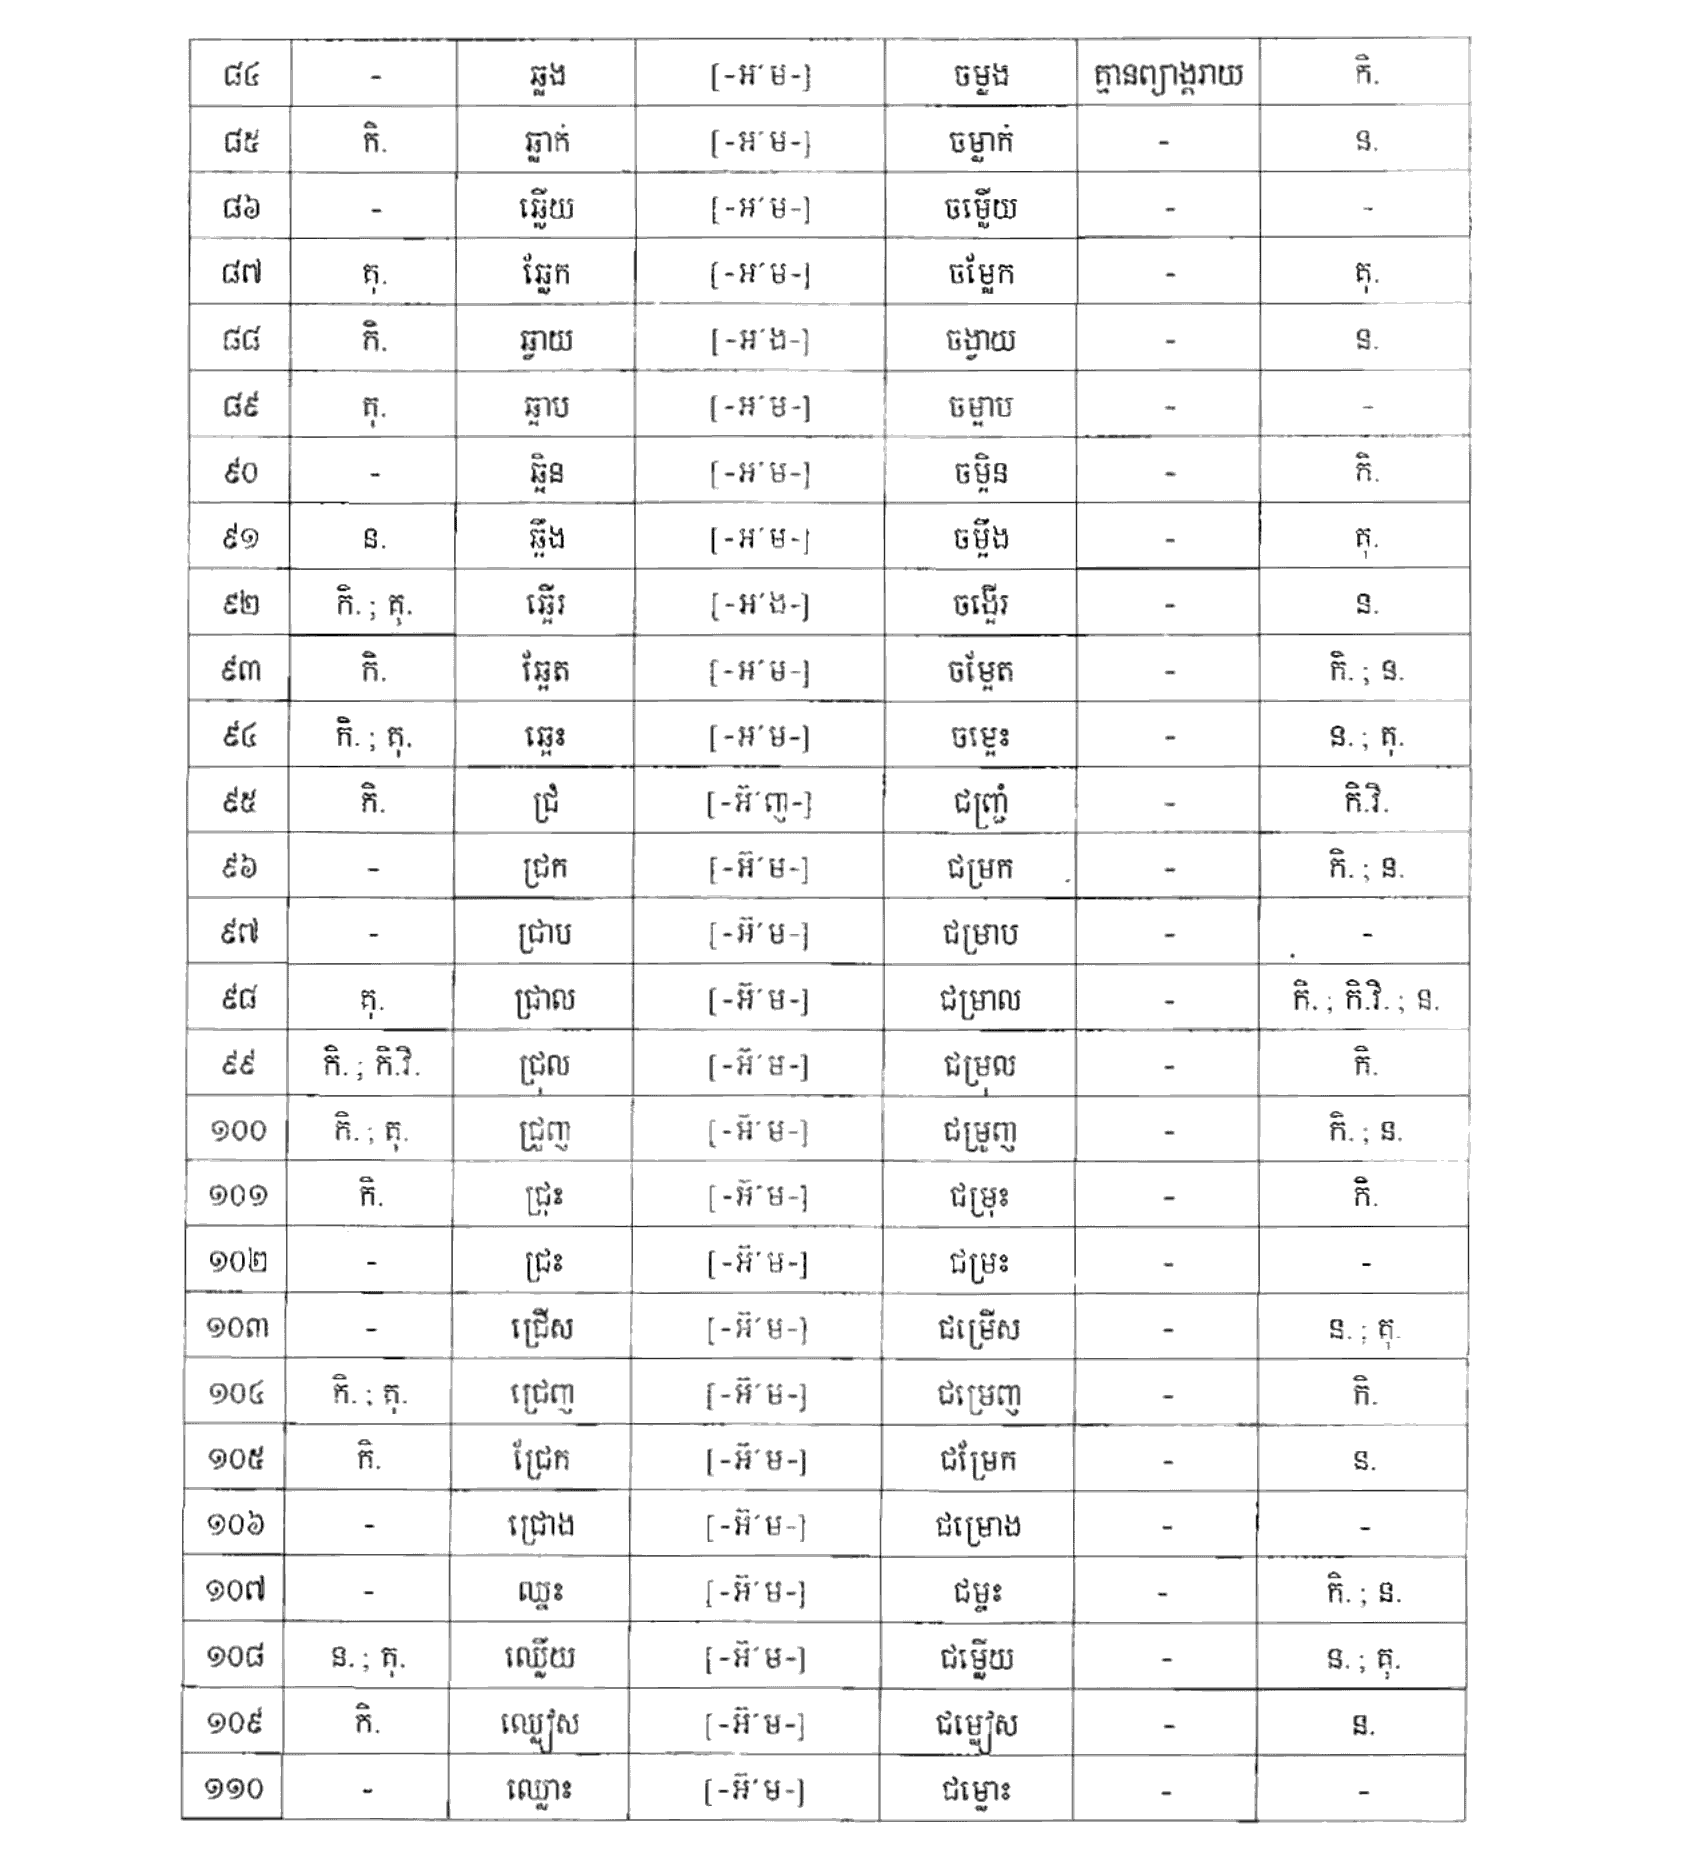 ៨៤ - ឆ្លង [-អ៌ម-] ចម្លង គ្មានព្យាង្គរាយ កិ.
៨៥ កិ. ឆ្លាក់ [-អ៌ម-] ចម្លាក់ - ន.
៨៦ - ឆ្លើយ [-អ៌ម-] ចម្លើយ - -
៨៧ គុ. ឆ្លែក [-អ៌ម-] ចម្លែក - គុ.
៨៨ កិ. ឆ្វាយ [-អ៌ង-] ចង្វាយ - ន.
៨៩ គុ. ឆ្អាប [-អ៌ម-] ចម្អាប - -
៩០ - ឆ្អិន [-អ៌ម-] ចម្អិន - កិ.
៩១ ន. ឆ្អឹង [-អ៌ម-] ចម្អឹង - គុ.
៩២ កិ. ; គុ. ឆ្អើរ [-អ៌ង-] ចង្អើរ - ន.
៩៣ កិ. ឆ្អែត [-អ៌ម-] ចម្អែត - កិ. ; ន.
៩៤ កិ. ; គុ. ឆ្អេះ [-អ៌ម-] ចម្អេះ - ន. ; គុ.
៩៥ កិ. ជ្រំ [-អ៊៌ញ-] ជញ្ជ្រំ - កិ.វិ.
៩៦ - ជ្រក [-អ៊៌ម-] ជម្រក - កិ. ; ន.
៩៧ - ជ្រាប [-អ៊៌ម-] ជម្រាប - -
៩៨ គុ. ជ្រាល [-អ៊៌ម-] ជម្រាល - កិ. ; កិ.វិ. ; ន.
៩៩ កិ. ; កិ.វិ. ជ្រុល [-អ៊៌ម-] ជម្រុល - កិ.
១០០ កិ. ; គុ. ជ្រួញ [-អ៊៌ម-] ជម្រួញ - កិ. ; ន.
១០១ កិ. ជ្រុះ [-អ៊៌ម-] ជម្រុះ - កិ.
១០២ - ជ្រះ [-អ៊៌ម-] ជម្រះ - -
១០៣ - ជ្រើស [-អ៊៌ម-] ជម្រើស - ន. ; គុ.
១០៤ កិ. ; គុ. ជ្រេញ [-អ៊៌ម-] ជម្រេញ - កិ.
១០៥ កិ. ជ្រែក [-អ៊៌ម-] ជម្រែក - ន.
១០៦ - ជ្រោង [-អ៊៌ម-] ជម្រោង - -
១០៧ - ឈ្នះ [-អ៊៌ម-] ជម្នះ - កិ. ; ន.
១០៨ ន. ; គុ. ឈ្លើយ [-អ៊៌ម-] ជម្លើយ - ន. ; គុ.
១០៩ កិ. ឈ្លៀស [-អ៊៌ម-] ជម្លៀស - ន.
១១០ - ឈ្លោះ [-អ៊៌ម-] ជម្លោះ - -